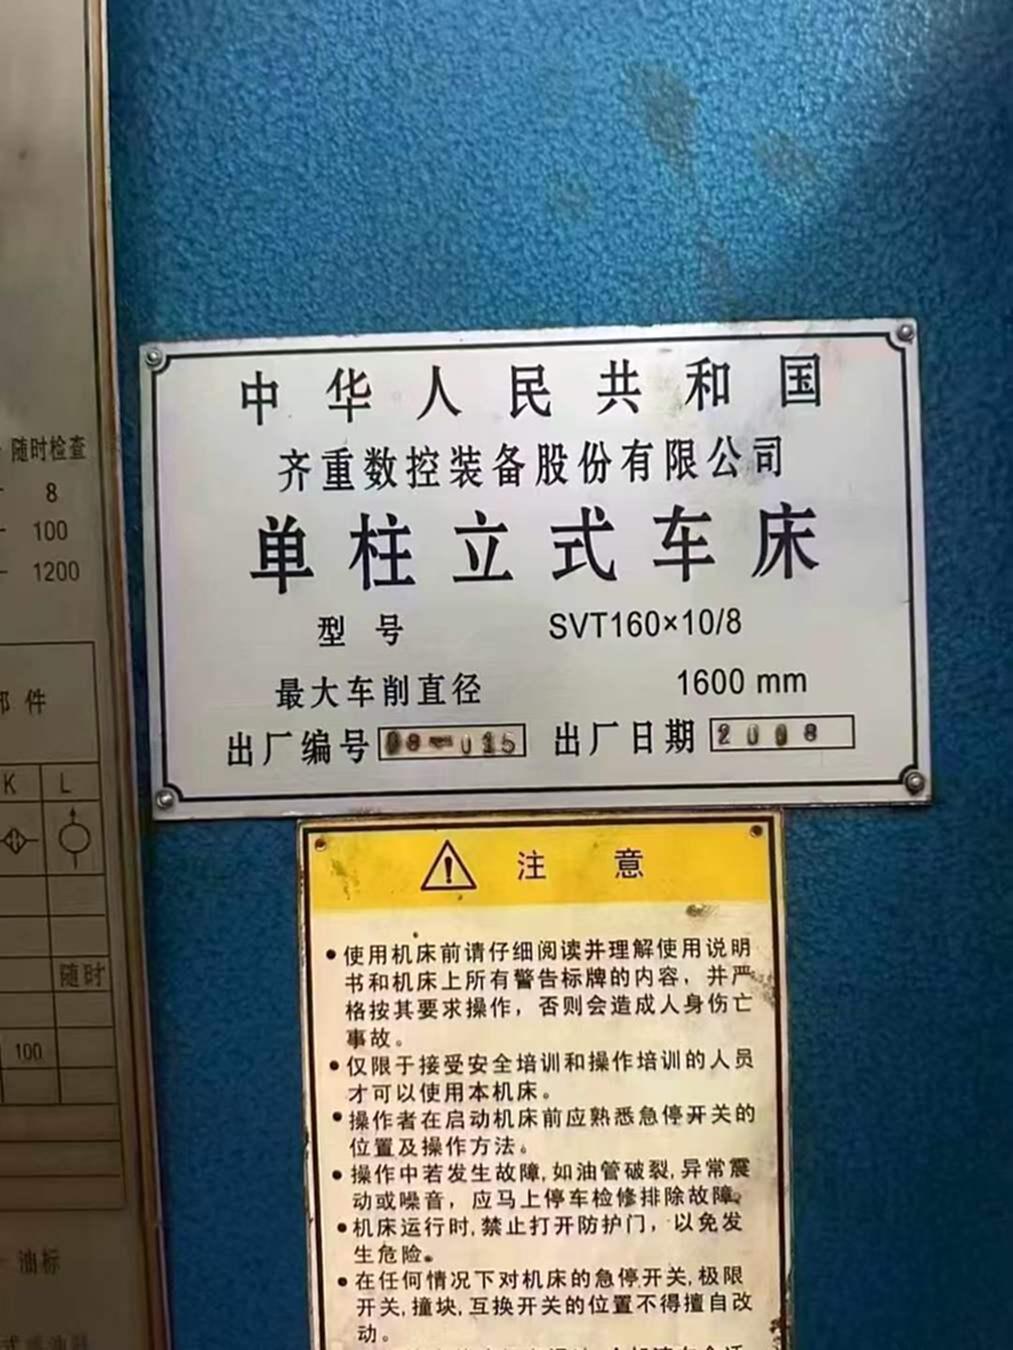 随时检查
8
100
1200
件
K L
随时
100
油标
中华人民共和国
齐重数控装备股份有限公司
单柱立式车床
型号 SVT160×10/8
最大车削直径 1600 mm
出厂编号 08-015 出厂日期 2008
注意
●使用机床前请仔细阅读并理解使用说明
书和机床上所有警告标牌的内容，并严
格按其要求操作，否则会造成人身伤亡
事故。
●仅限于接受安全培训和操作培训的人员
才可以使用本机床。
●操作者在启动机床前应熟悉急停开关的
位置及操作方法。
●操作中若发生故障,如油管破裂,异常震
动或噪音，应马上停车检修排除故障。
●机床运行时,禁止打开防护门，以免发
生危险。
●在任何情况下对机床的急停开关,极限
开关,撞块,互换开关的位置不得擅自改
动。